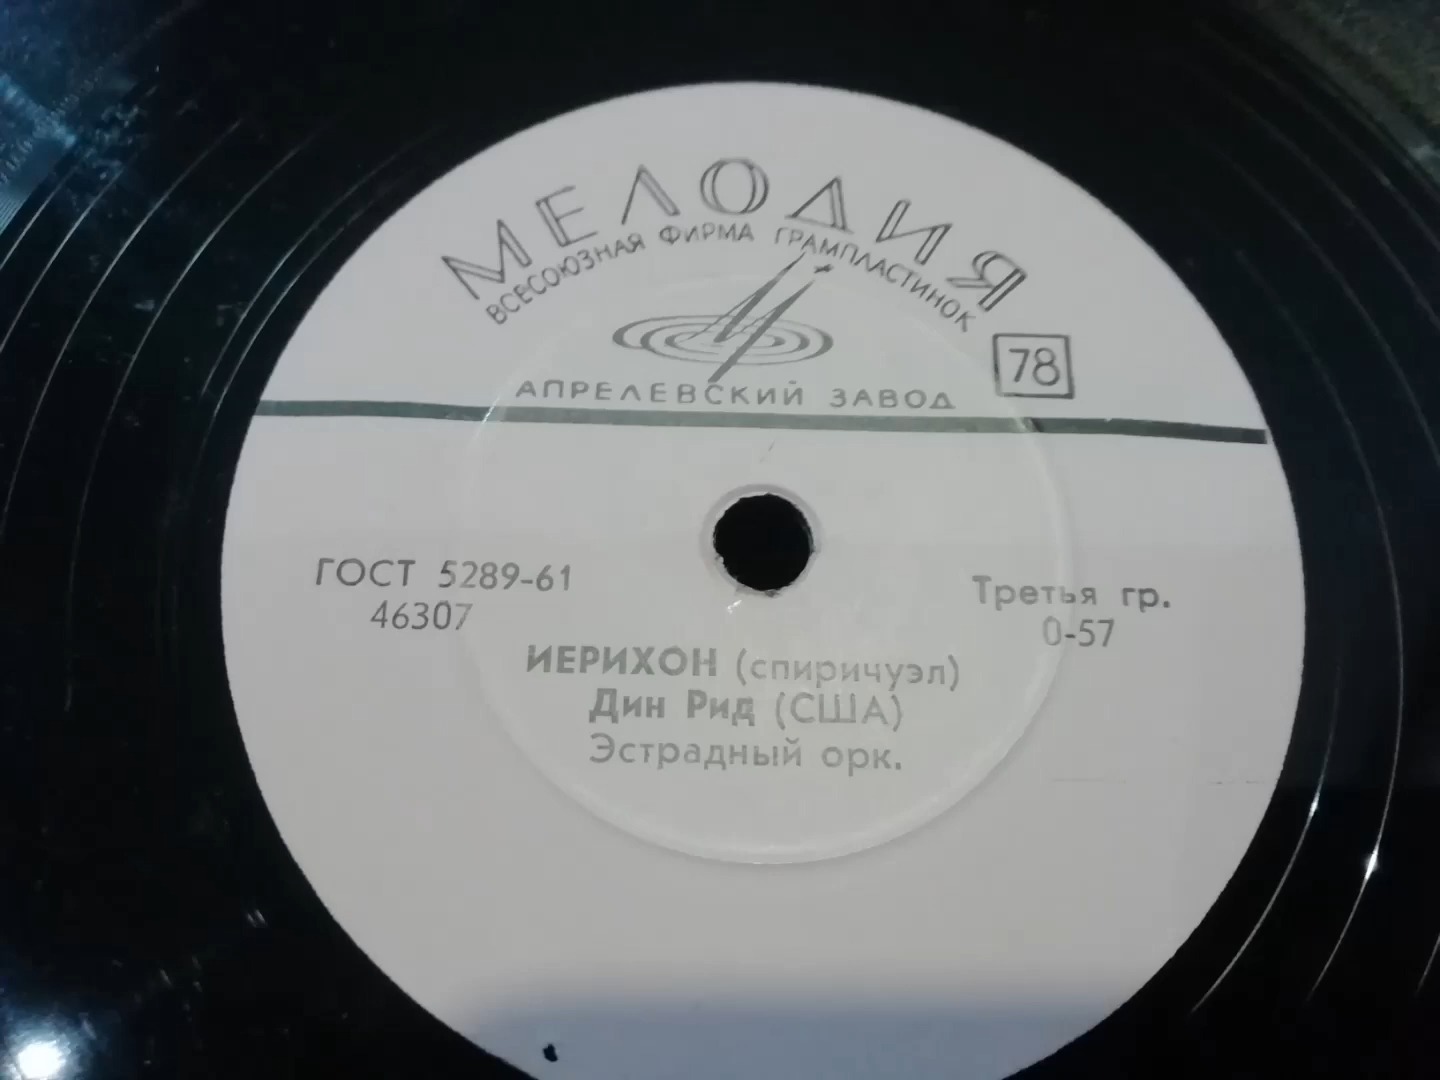 МЕЛОДИЯ
ВСЕСОЮЗНАЯ ФИРМА ГРАМПЛАСТИНОК
78
АПРЕЛЕВСКИЙ ЗАВОД
ГОСТ 5289-61
46307
Третья гр.
0-57
ИЕРИХОН (спиричуэл)
Дин Рид (США)
Эстрадный орк.